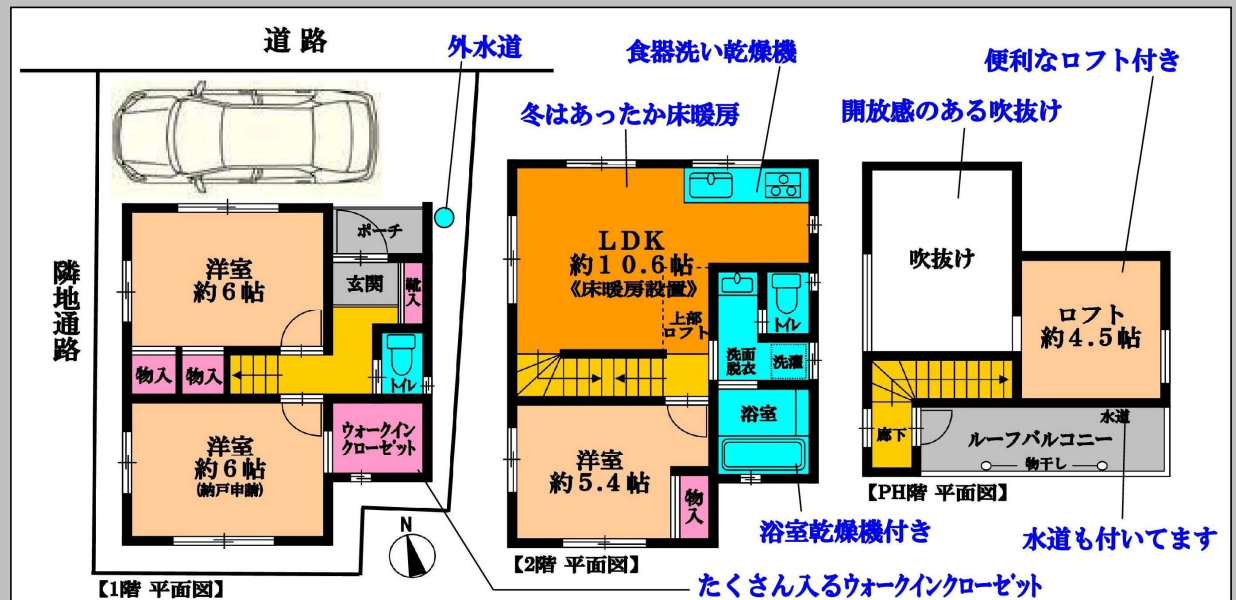 道路
外水道
食器洗い乾燥機
便利なロフト付き
冬はあったか床暖房
開放感のある吹抜け
隣地通路
洋室
約6帖
ポーチ
玄関
靴入
物入
物入
トイレ
洋室
約6帖
(納戸申請)
ウォークイン
クローゼット
N
【1階 平面図】
LDK
約10.6帖
《床暖房設置》
上部
ロフト
トイレ
洗面
脱衣
洗濯
浴室
洋室
約5.4帖
物入
【2階 平面図】
浴室乾燥機付き
たくさん入るウォークインクローゼット
吹抜け
ロフト
約4.5帖
廊下
水道
ルーフバルコニー
物干し
【PH階 平面図】
水道も付いてます